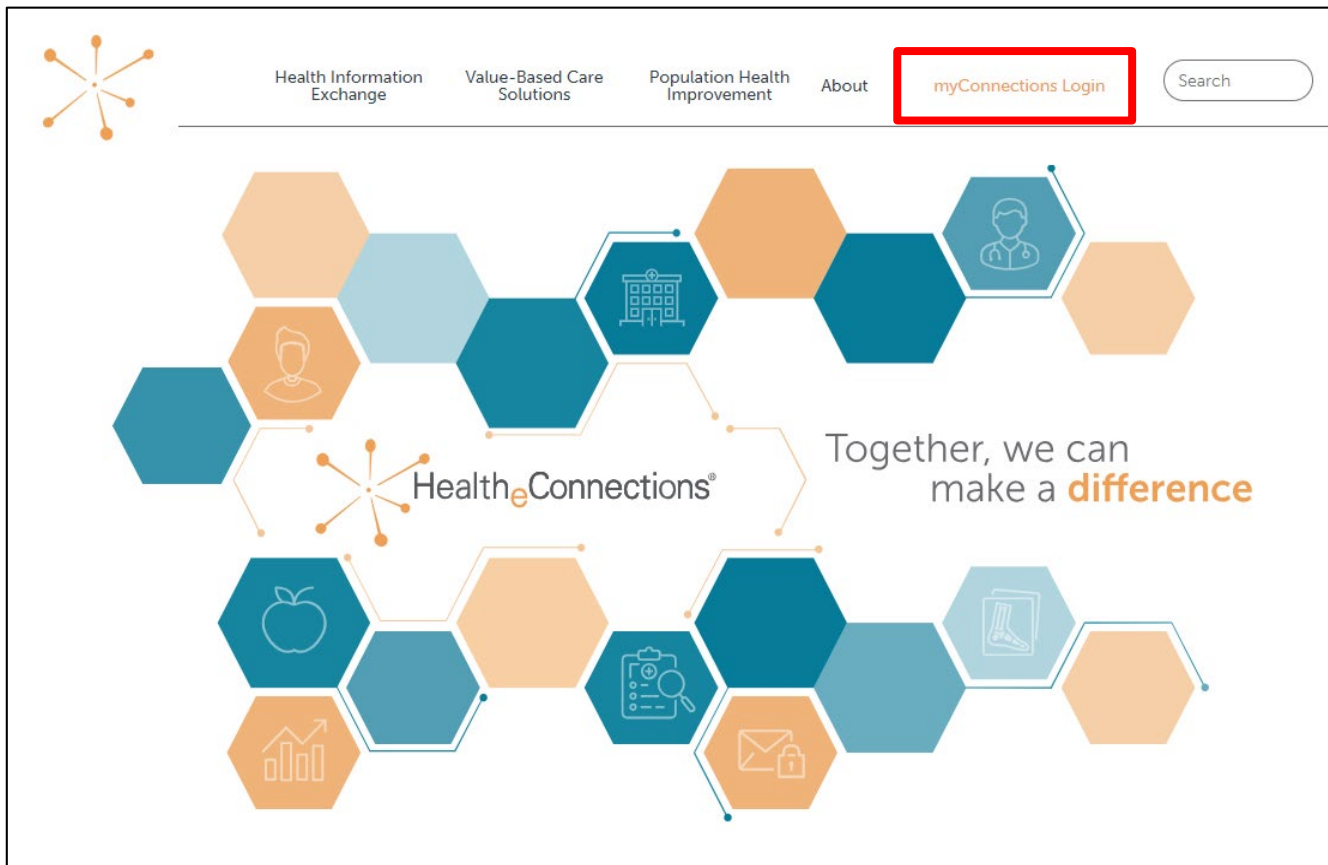 Health Information
Exchange
Value-Based Care
Solutions
Population Health
Improvement
About
myConnections Login
Search
HealtheConnections®
Together, we can
make a difference